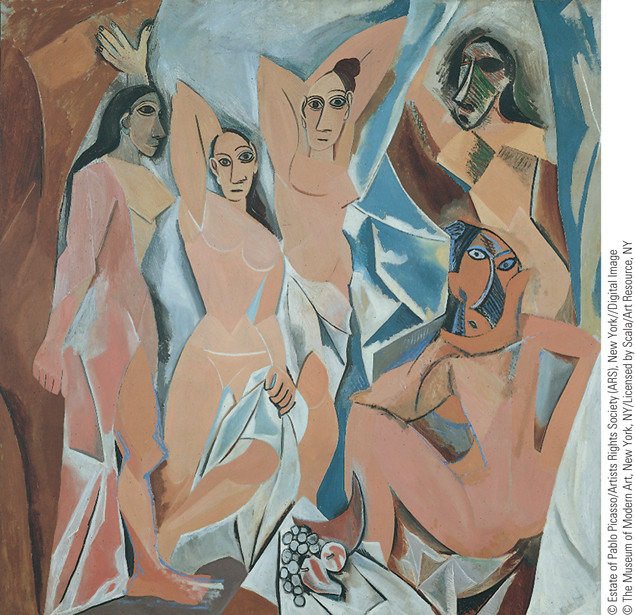 © Estate of Pablo Picasso/Artists Rights Society (ARS), New York//Digital Image
© The Museum of Modern Art, New York, NY/Licensed by Scala/Art Resource, NY